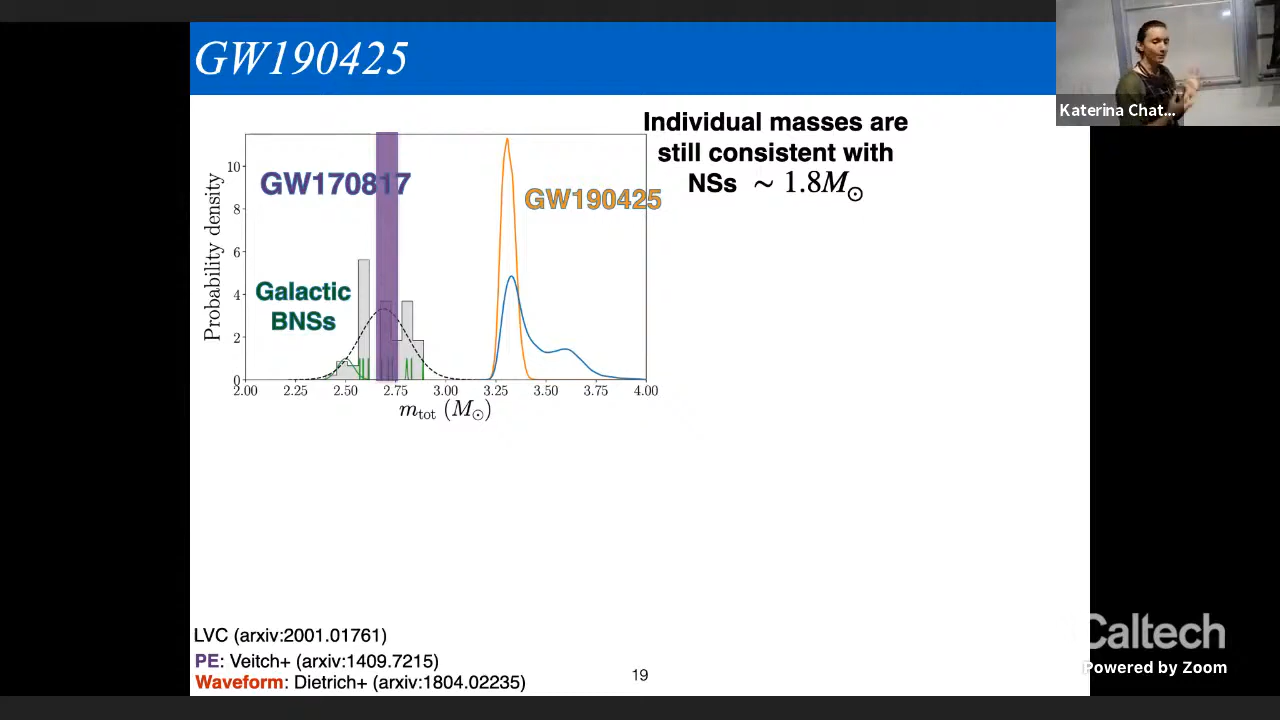 GW190425
Katerina Chat...
Individual masses are
still consistent with
NSs ~ 1.8M⊙
GW170817
GW190425
Galactic
BNSs
Probability density
10
8
6
4
2
0
2.00 2.25 2.50 2.75 3.00 3.25 3.50 3.75 4.00
m_tot (M⊙)
LVC (arxiv:2001.01761)
PE: Veitch+ (arxiv:1409.7215)
Waveform: Dietrich+ (arxiv:1804.02235)
19
Caltech
Powered by Zoom